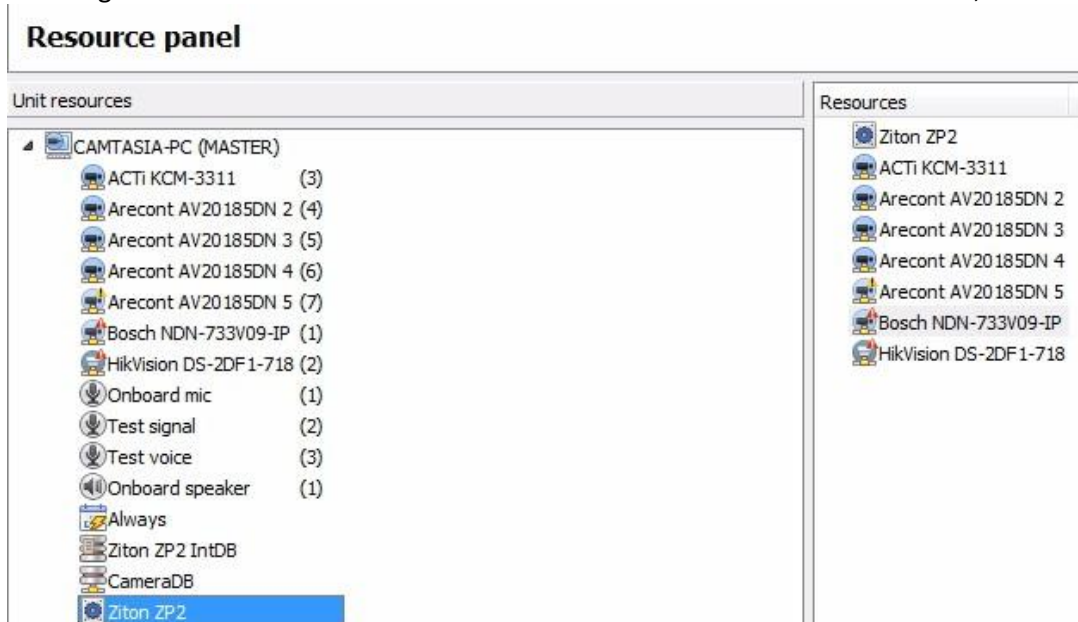 Resource panel
Unit resources
CAMTASIA-PC (MASTER)
ACTi KCM-3311 (3)
Arecont AV20185DN 2 (4)
Arecont AV20185DN 3 (5)
Arecont AV20185DN 4 (6)
Arecont AV20185DN 5 (7)
Bosch NDN-733V09-IP (1)
HikVision DS-2DF1-718 (2)
Onboard mic (1)
Test signal (2)
Test voice (3)
Onboard speaker (1)
Always
Ziton ZP2 IntDB
CameraDB
Ziton ZP2
Resources
Ziton ZP2
ACTi KCM-3311
Arecont AV20185DN 2
Arecont AV20185DN 3
Arecont AV20185DN 4
Arecont AV20185DN 5
Bosch NDN-733V09-IP
HikVision DS-2DF1-718